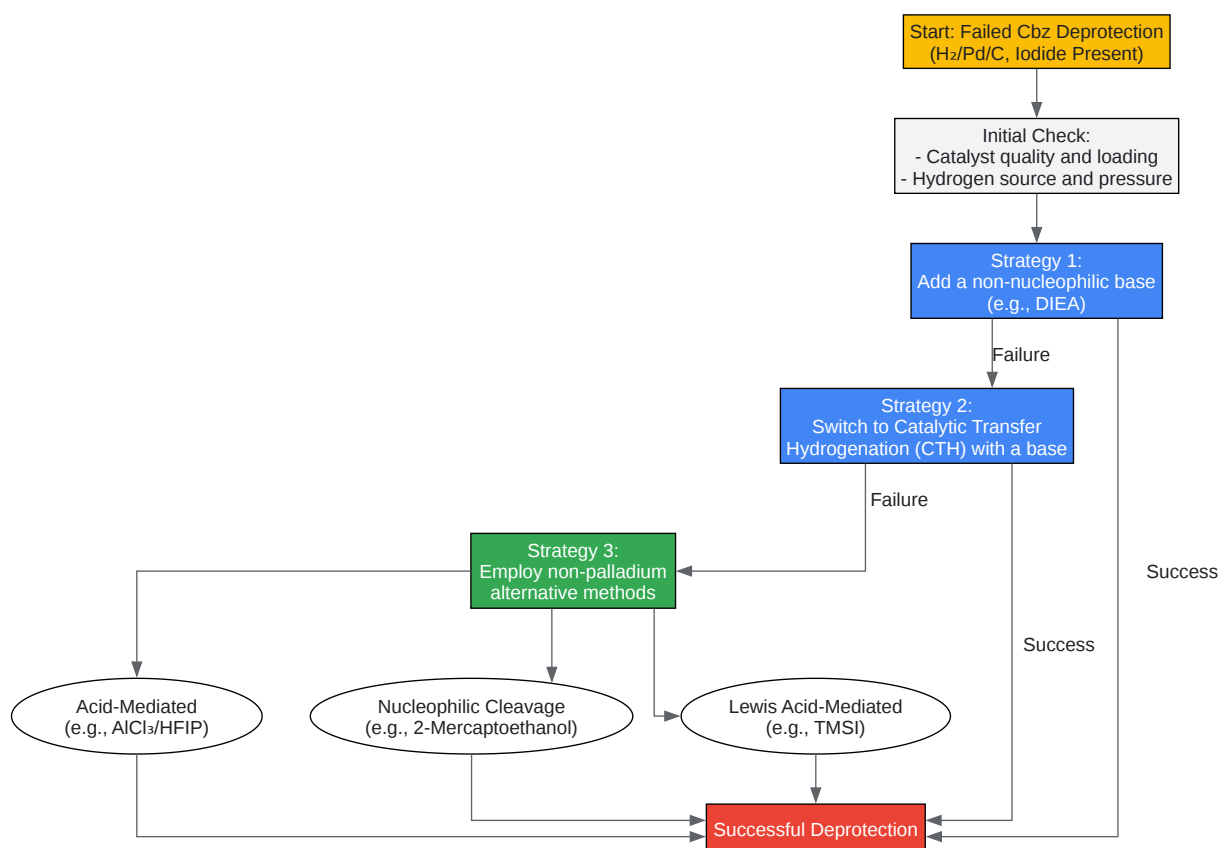 Start: Failed Cbz Deprotection
(H₂/Pd/C, Iodide Present)
Initial Check:
- Catalyst quality and loading
- Hydrogen source and pressure
Strategy 1:
Add a non-nucleophilic base
(e.g., DIEA)
Failure
Strategy 2:
Switch to Catalytic Transfer
Hydrogenation (CTH) with a base
Failure
Strategy 3:
Employ non-palladium
alternative methods
Success
Success
Acid-Mediated
(e.g., AlCl₃/HFIP)
Nucleophilic Cleavage
(e.g., 2-Mercaptoethanol)
Lewis Acid-Mediated
(e.g., TMSI)
Successful Deprotection